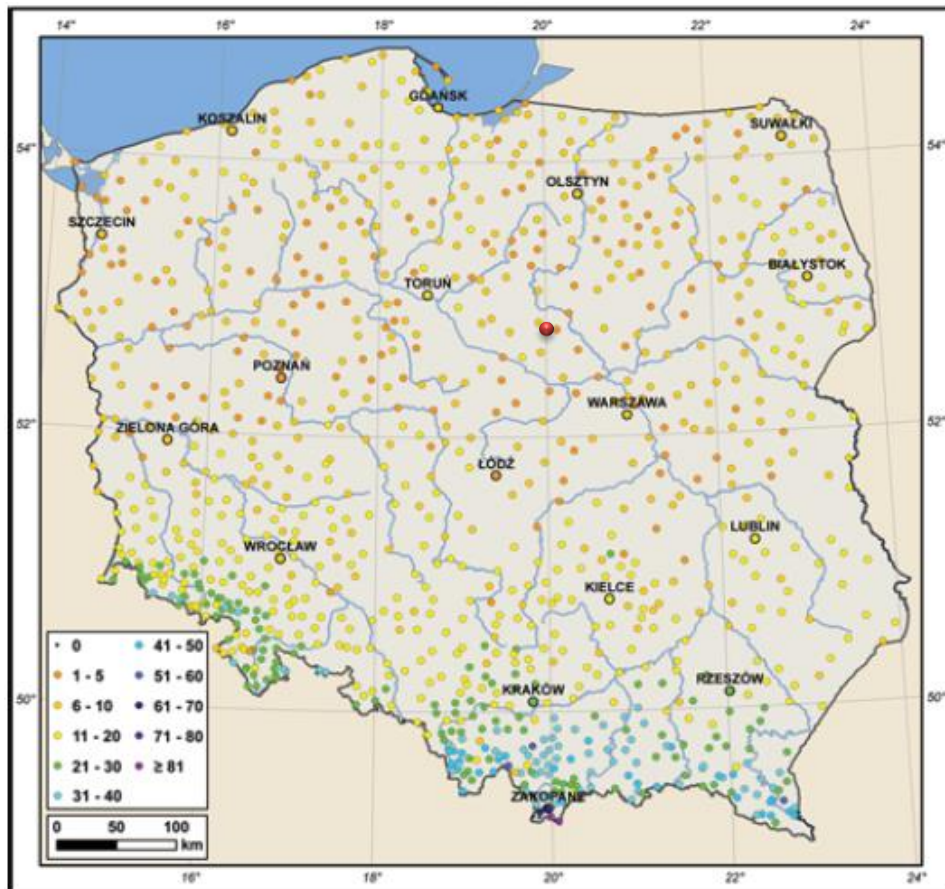 14° 16° 18° 20° 22° 24°
GDAŃSK
KOSZALIN
SUWAŁKI
54° 54°
OLSZTYN
SZCZECIN
BIAŁYSTOK
TORUŃ
POZNAŃ
WARSZAWA
52° 52°
ZIELONA GÓRA
ŁÓDŹ
LUBLIN
WROCŁAW
KIELCE
0 41 - 50
1 - 5 51 - 60
6 - 10 61 - 70
11 - 20 71 - 80
21 - 30 ≥ 81
31 - 40
RZESZÓW
KRAKÓW
50° 50°
ZAKOPANE
0 50 100
km
16° 18° 20° 22° 24°